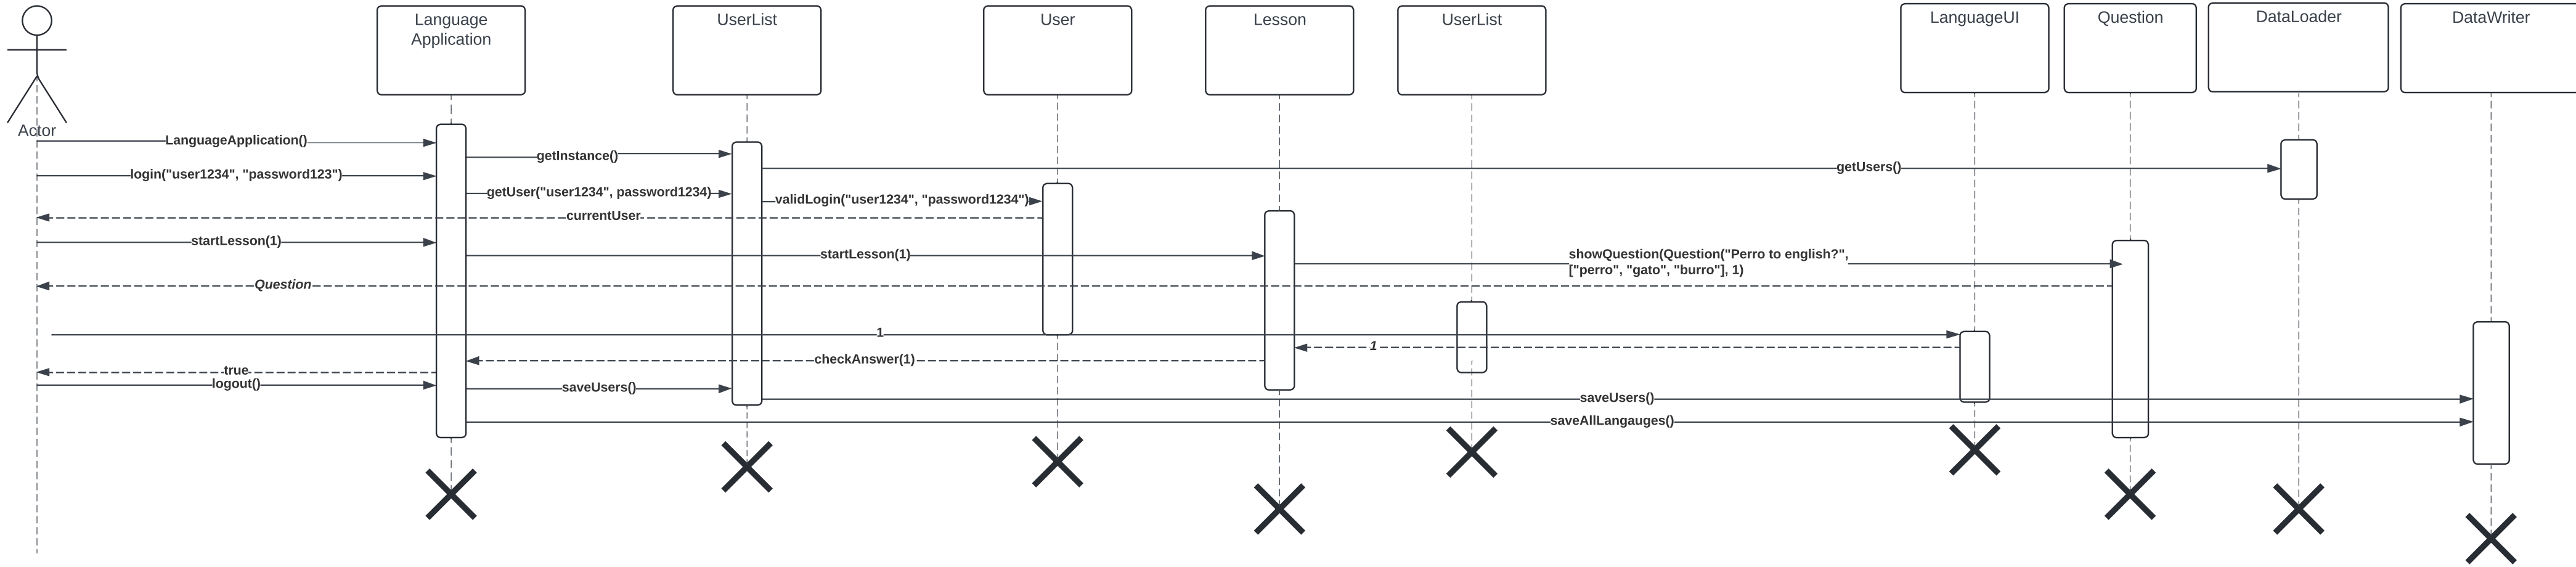 Language
Application
UserList
User
Lesson
UserList
LanguageUI
Question
DataLoader
DataWriter
Actor
LanguageApplication()
getInstance()
getUsers()
login("user1234", "password123")
getUser("user1234", password1234)
validLogin("user1234", "password1234")
currentUser
startLesson(1)
startLesson(1)
showQuestion(Question("Perro to english?",
["perro", "gato", "burro"], 1)
Question
1
1
checkAnswer(1)
true
logout()
saveUsers()
saveUsers()
saveAllLangauges()